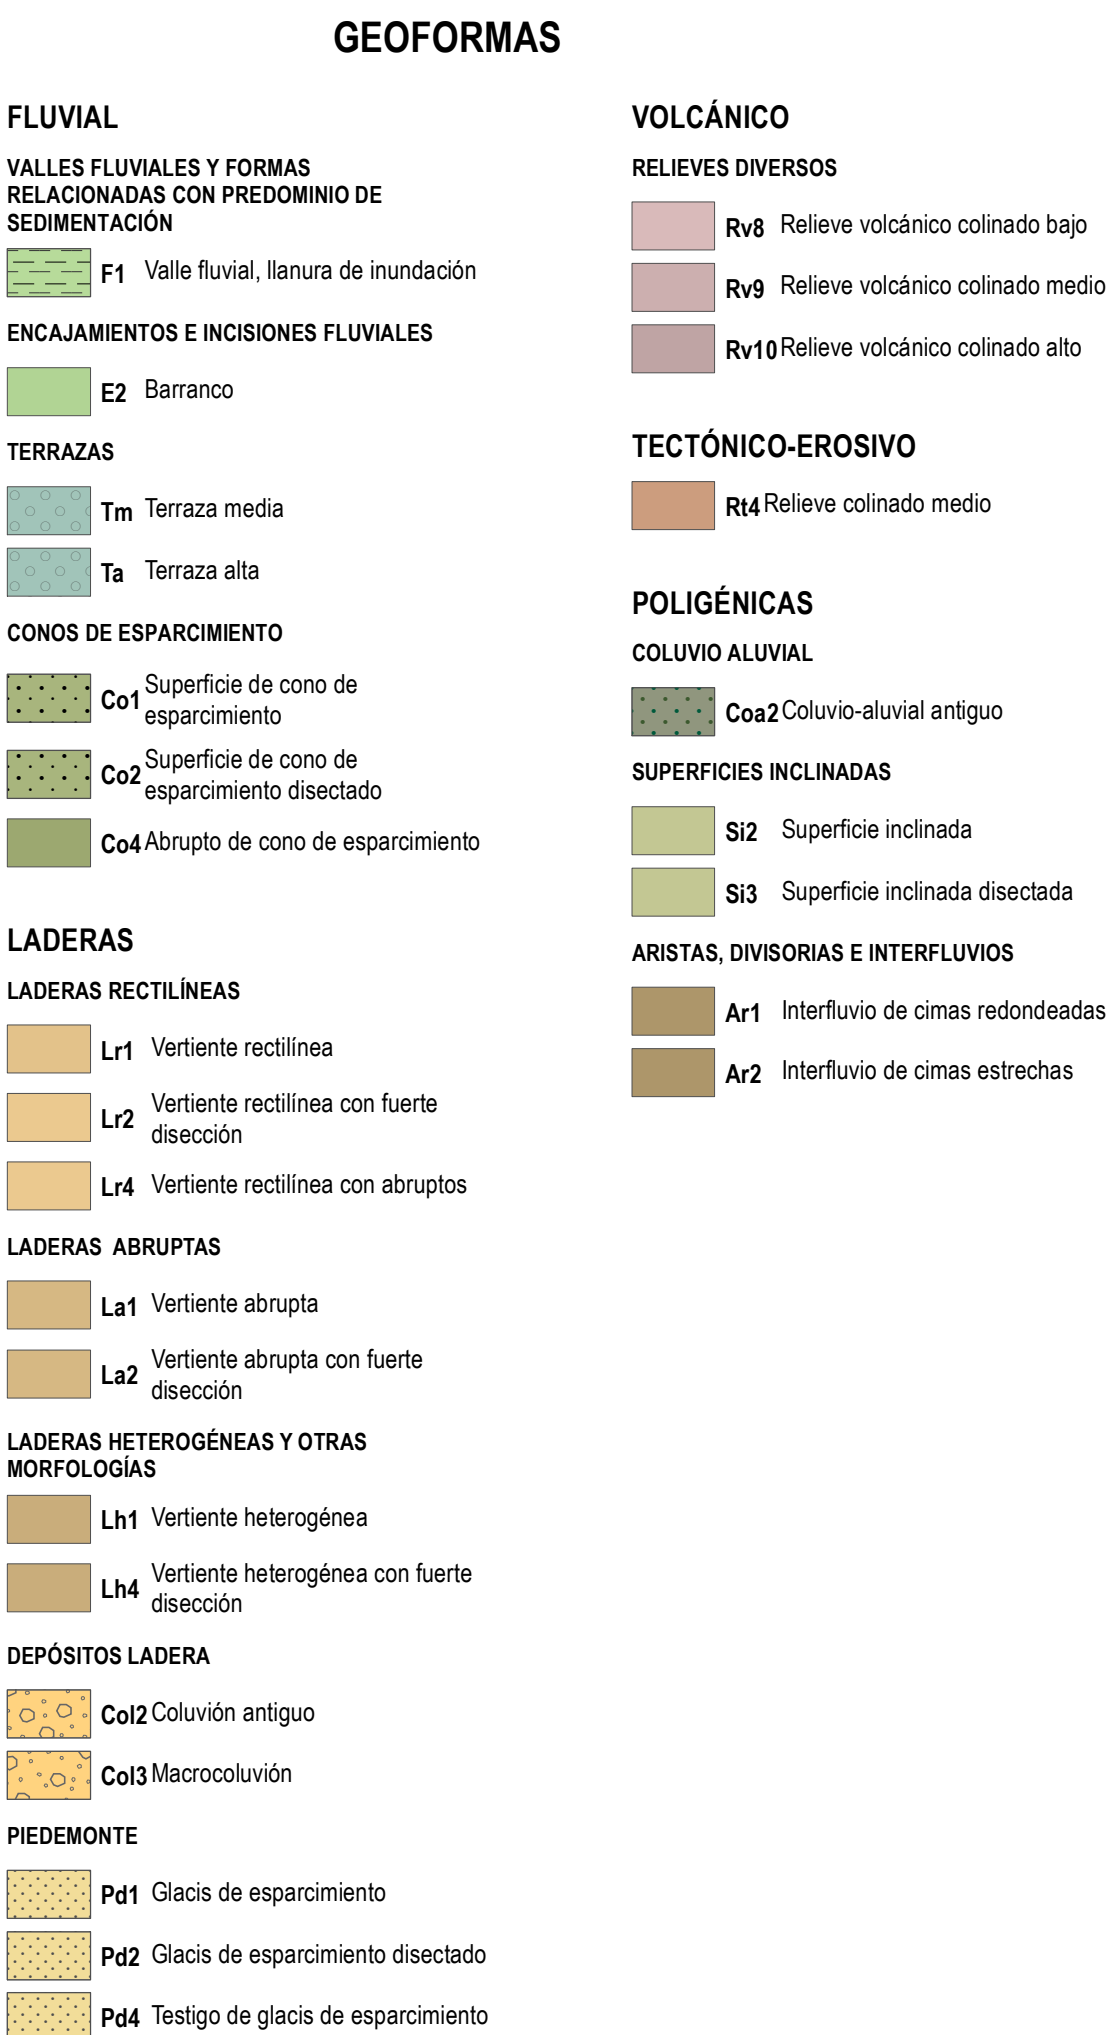 GEOFORMAS
FLUVIAL
VALLES FLUVIALES Y FORMAS
RELACIONADAS CON PREDOMINIO DE
SEDIMENTACIÓN
F1 Valle fluvial, llanura de inundación
ENCAJAMIENTOS E INCISIONES FLUVIALES
E2 Barranco
TERRAZAS
Tm Terraza media
Ta Terraza alta
CONOS DE ESPARCIMIENTO
Co1 Superficie de cono de
esparcimiento
Co2 Superficie de cono de
esparcimiento disectado
Co4 Abrupto de cono de esparcimiento
LADERAS
LADERAS RECTILÍNEAS
Lr1 Vertiente rectilínea
Lr2 Vertiente rectilínea con fuerte
disección
Lr4 Vertiente rectilínea con abruptos
LADERAS ABRUPTAS
La1 Vertiente abrupta
La2 Vertiente abrupta con fuerte
disección
LADERAS HETEROGÉNEAS Y OTRAS
MORFOLOGÍAS
Lh1 Vertiente heterogénea
Lh4 Vertiente heterogénea con fuerte
disección
DEPÓSITOS LADERA
Col2 Coluvión antiguo
Col3 Macrocoluvión
PIEDEMONTE
Pd1 Glacis de esparcimiento
Pd2 Glacis de esparcimiento disectado
Pd4 Testigo de glacis de esparcimiento
VOLCÁNICO
RELIEVES DIVERSOS
Rv8 Relieve volcánico colinado bajo
Rv9 Relieve volcánico colinado medio
Rv10 Relieve volcánico colinado alto
TECTÓNICO-EROSIVO
Rt4 Relieve colinado medio
POLIGÉNICAS
COLUVIO ALUVIAL
Coa2 Coluvio-aluvial antiguo
SUPERFICIES INCLINADAS
Si2 Superficie inclinada
Si3 Superficie inclinada disectada
ARISTAS, DIVISORIAS E INTERFLUVIOS
Ar1 Interfluvio de cimas redondeadas
Ar2 Interfluvio de cimas estrechas